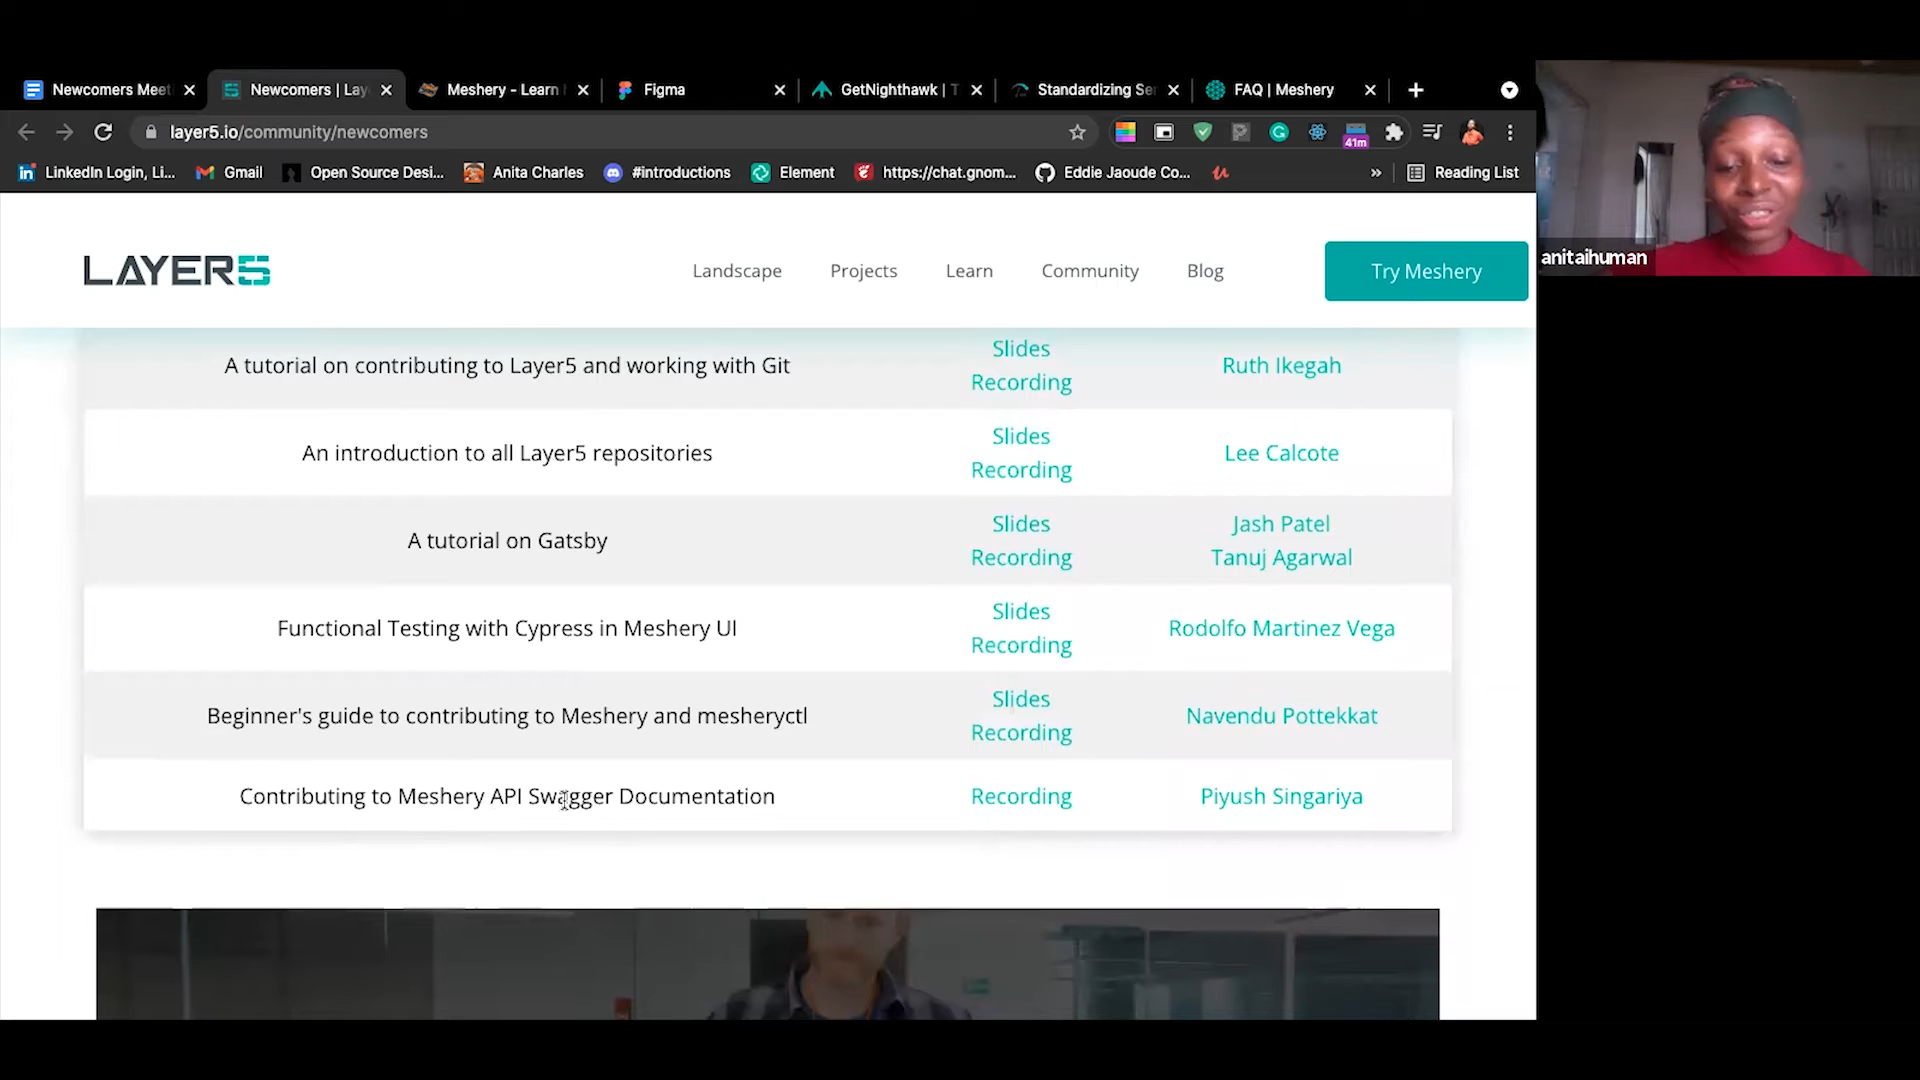 Newcomers Meet
Newcomers | Lay
Meshery - Learn
Figma
GetNighthawk | T
Standardizing Ser
FAQ | Meshery
layer5.io/community/newcomers
41m
LinkedIn Login, Li...
Gmail
Open Source Desi...
Anita Charles
#introductions
Element
https://chat.gnom...
Eddie Jaoude Co...
»
Reading List
anitaihuman
LAYER5
Landscape
Projects
Learn
Community
Blog
Try Meshery
A tutorial on contributing to Layer5 and working with Git
Slides
Recording
Ruth Ikegah
An introduction to all Layer5 repositories
Slides
Recording
Lee Calcote
A tutorial on Gatsby
Slides
Recording
Jash Patel
Tanuj Agarwal
Functional Testing with Cypress in Meshery UI
Slides
Recording
Rodolfo Martinez Vega
Beginner's guide to contributing to Meshery and mesheryctl
Slides
Recording
Navendu Pottekkat
Contributing to Meshery API Swagger Documentation
Recording
Piyush Singariya